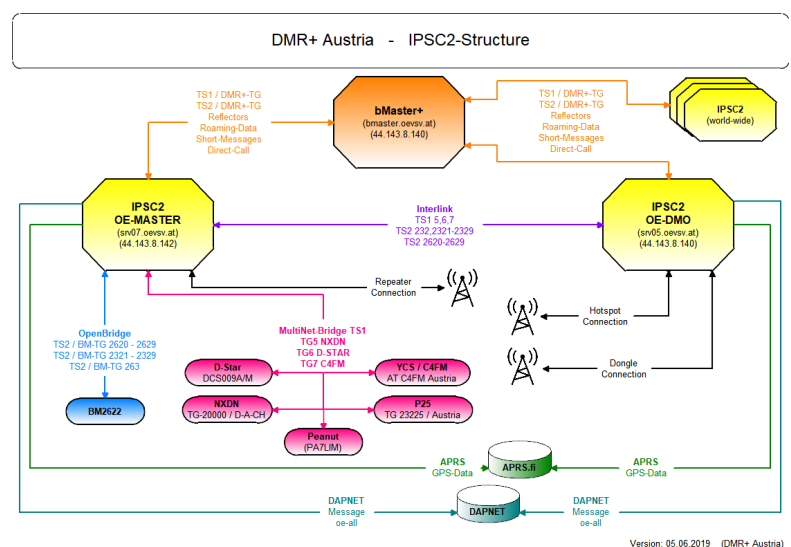 DMR+ Austria - IPSC2-Structure
TS1 / DMR+-TG
TS2 / DMR+-TG
Reflectors
Roaming-Data
Short-Messages
Direct-Call
bMaster+
(bmaster.oevsv.at)
(44.143.8.140)
TS1 / DMR+-TG
TS2 / DMR+-TG
Reflectors
Roaming-Data
Short-Messages
Direct-Call
IPSC2
(world-wide)
IPSC2
OE-MASTER
(srv07.oevsv.at)
(44.143.8.142)
Interlink
TS1 5,6,7
TS2 232,2321-2329
TS2 2620-2629
IPSC2
OE-DMO
(srv05.oevsv.at)
(44.143.8.140)
Repeater
Connection
Hotspot
Connection
Dongle
Connection
OpenBridge
TS2 / BM-TG 2620 - 2629
TS2 / BM-TG 2321 - 2329
TS2 / BM-TG 263
BM2622
MultiNet-Bridge TS1
TG5 NXDN
TG6 D-STAR
TG7 C4FM
D-Star
DCS009A/M
YCS / C4FM
AT C4FM Austria
NXDN
TG-20000 / D-A-CH
P25
TG 23225 / Austria
Peanut
(PA7LIM)
APRS
GPS-Data
APRS.fi
APRS
GPS-Data
DAPNET
Message
oe-all
DAPNET
DAPNET
Message
oe-all
Version: 05.06.2019 (DMR+ Austria)